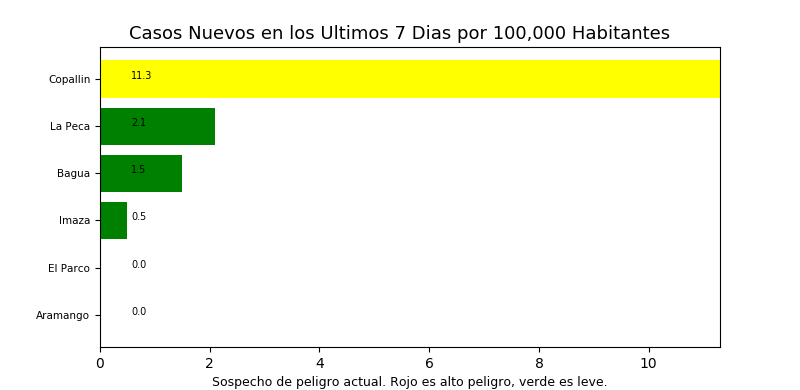 Casos Nuevos en los Ultimos 7 Dias por 100,000 Habitantes
Copallin 11.3
La Peca 2.1
Bagua 1.5
Imaza 0.5
El Parco 0.0
Aramango 0.0
0 2 4 6 8 10
Sospecho de peligro actual. Rojo es alto peligro, verde es leve.